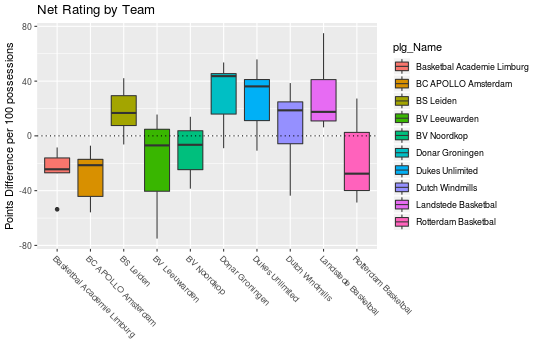 Net Rating by Team
Points Difference per 100 possessions
80
40
0
-40
-80
Basketbal Academie Limburg
BC APOLLO Amsterdam
BS Leiden
BV Leeuwarden
BV Noordkop
Donar Groningen
Dukes Unlimited
Dutch Windmills
Landstede Basketbal
Rotterdam Basketbal
plg_Name
Basketbal Academie Limburg
BC APOLLO Amsterdam
BS Leiden
BV Leeuwarden
BV Noordkop
Donar Groningen
Dukes Unlimited
Dutch Windmills
Landstede Basketbal
Rotterdam Basketbal